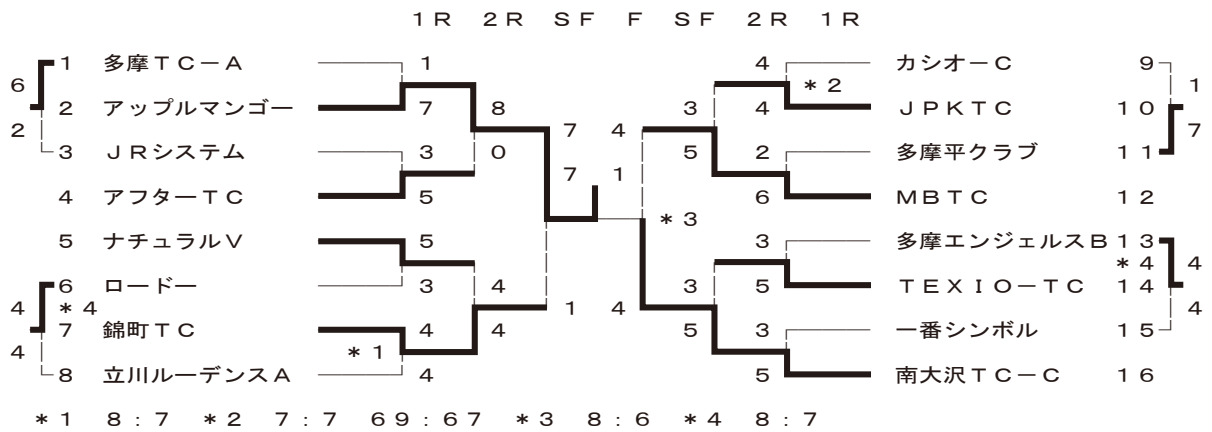 1R 2R SF F SF 2R 1R
1 多摩TC－A 1 4 カシオーC 9
6 *2 1
2 アップルマンゴー 7 8 3 4 JPKTC 10
2 7 4 7
3 JRシステム 3 0 5 2 多摩平クラブ 11
7 1
4 アフターTC 5 6 MBTC 12
*3
5 ナチュラルV 5 3 多摩エンジェルスB 13
*4 4
6 ロードー 3 4 3 5 TEXIO－TC 14
4 *4 1 4 4
7 錦町TC 4 4 5 3 一番シンボル 15
4 *1
8 立川ルーデンスA 4 5 南大沢TC－C 16
*1 8：7 *2 7：7 69：67 *3 8：6 *4 8：7